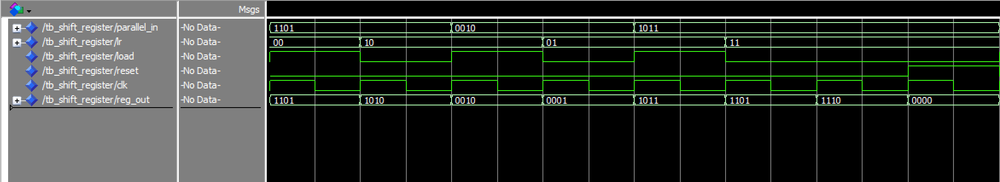 Msgs
/tb_shift_register/parallel_in -No Data- 1101 0010 1011
/tb_shift_register/lr -No Data- 00 10 01 11
/tb_shift_register/load -No Data-
/tb_shift_register/reset -No Data-
/tb_shift_register/clk -No Data-
/tb_shift_register/reg_out -No Data- 1101 1010 0010 0001 1011 1101 1110 0000